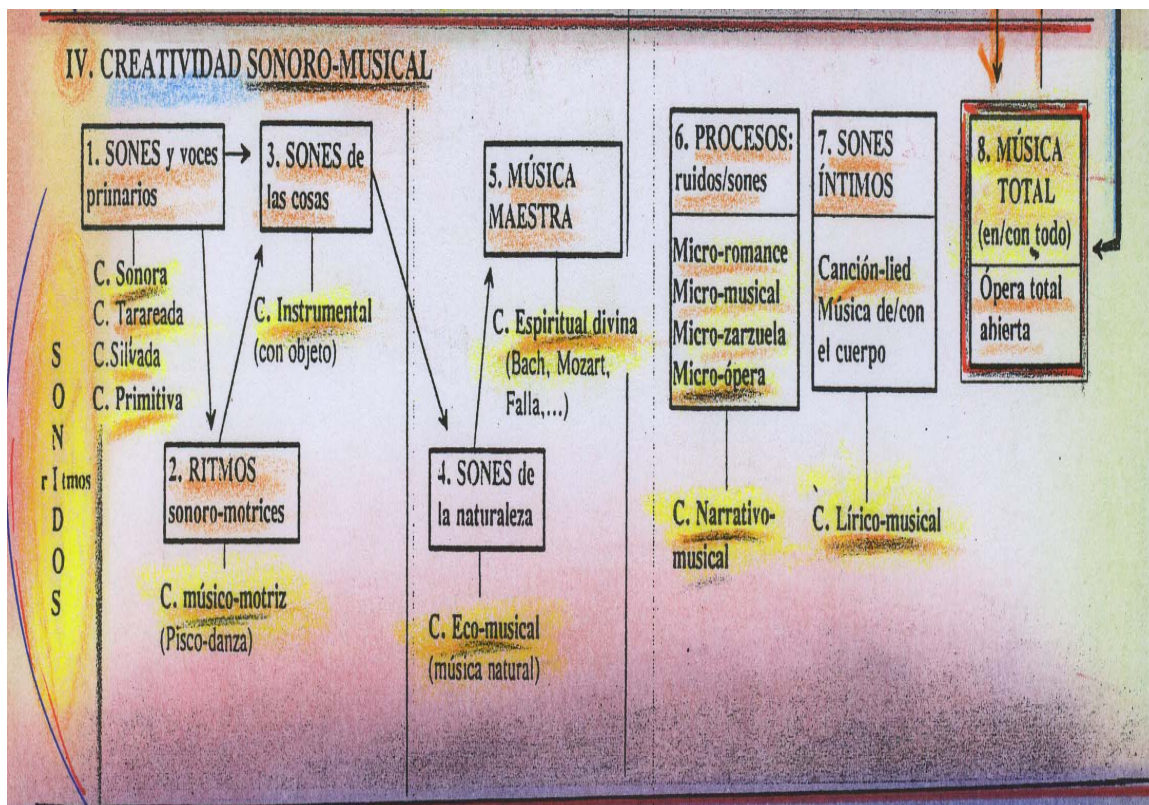 IV. CREATIVIDAD SONORO-MUSICAL
1. SONES y voces
prinarios
C. Sonora
C. Tarareada
C.Silvada
C. Primitiva
2. RITMOS
sonoro-motrices
C. músico-motriz
(Pisco-danza)
3. SONES de
las cosas
C. Instrumental
(con objeto)
4. SONES de
la naturaleza
C. Eco-musical
(música natural)
5. MÚSICA
MAESTRA
C. Espiritual divina
(Bach, Mozart,
Falla,...)
6. PROCESOS:
ruidos/sones
Micro-romance
Micro-musical
Micro-zarzuela
Micro-ópera
C. Narrativo-
musical
7. SONES
ÍNTIMOS
Canción-lied
Música de/con
el cuerpo
C. Lírico-musical
8. MÚSICA
TOTAL
(en/con todo)
Ópera total
abierta
SONIDOS
ritmos